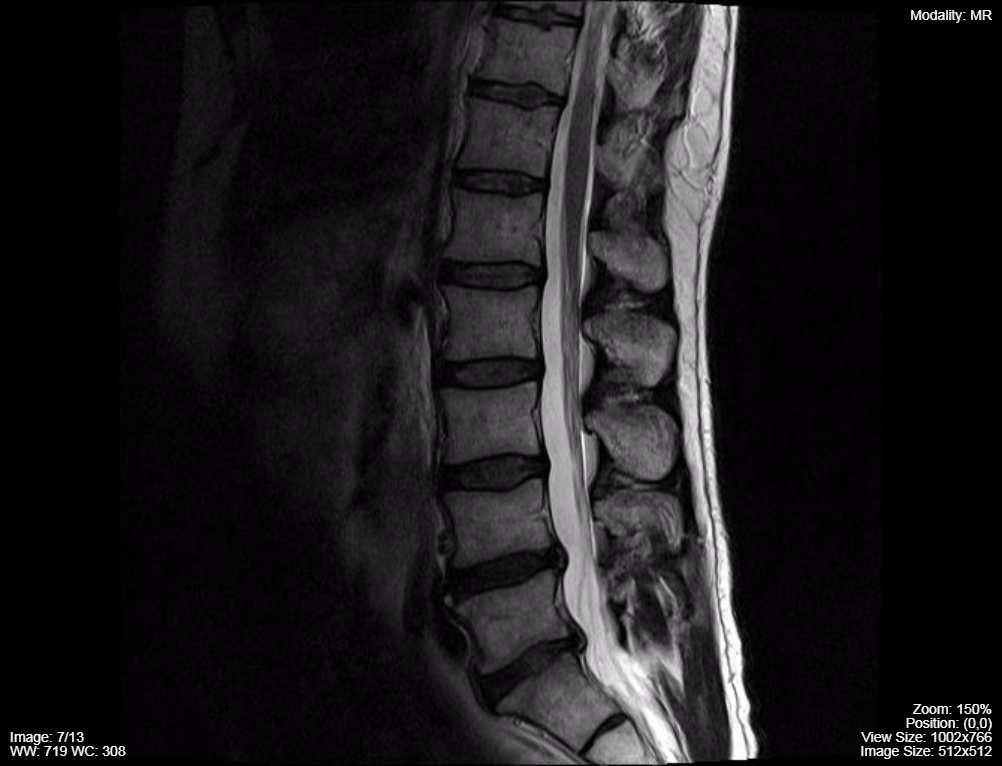 Modality: MR
Image: 7/13
WW: 719 WC: 308
Zoom: 150%
Position: (0,0)
View Size: 1002x766
Image Size: 512x512